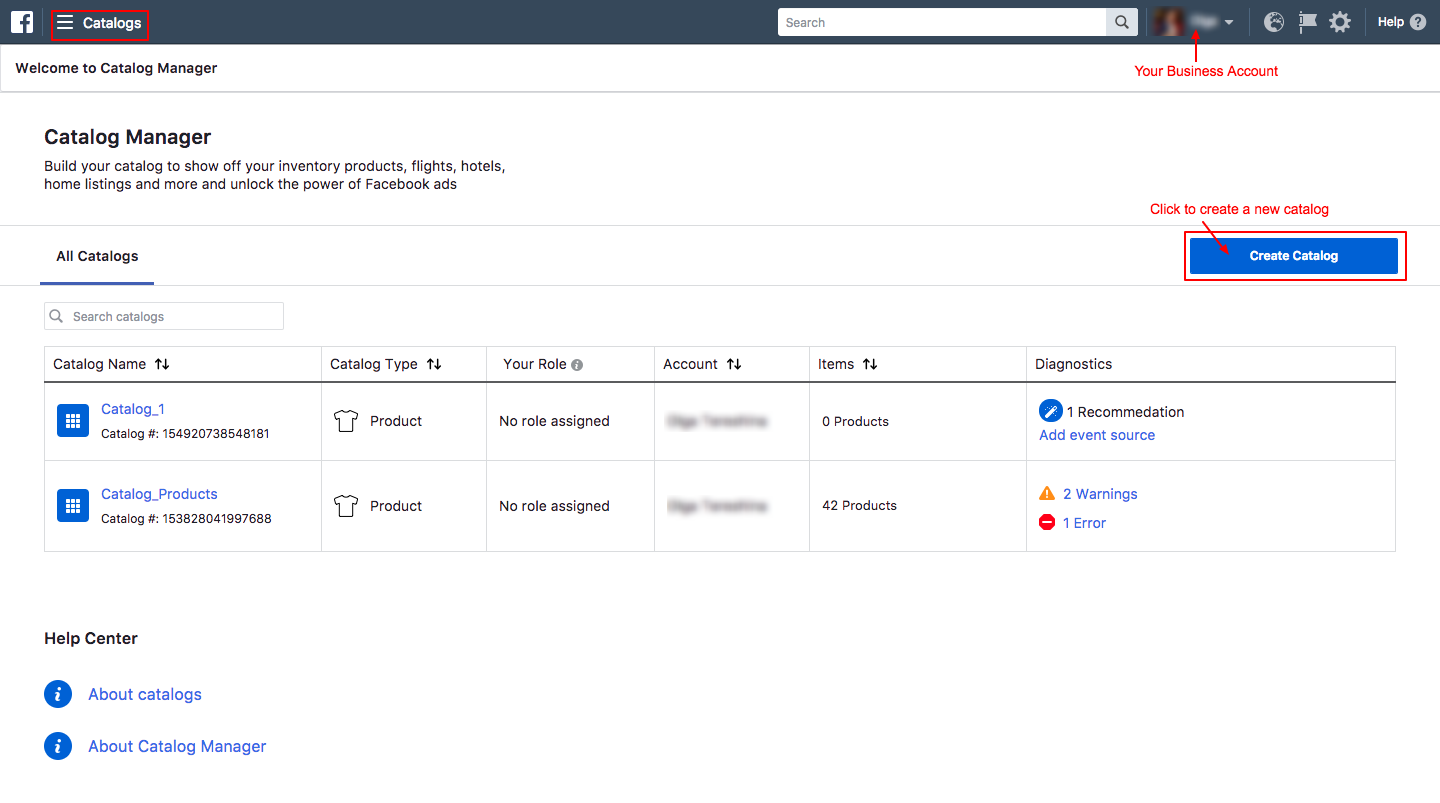 Catalogs
Search
Help
Your Business Account
Welcome to Catalog Manager
Catalog Manager
Build your catalog to show off your inventory products, flights, hotels,
home listings and more and unlock the power of Facebook ads
Click to create a new catalog
All Catalogs
Create Catalog
Search catalogs
Catalog Name Catalog Type Your Role Account Items Diagnostics
Catalog_1
Catalog #: 154920738548181
Product
No role assigned
0 Products
1 Recommedation
Add event source
Catalog_Products
Catalog #: 153828041997688
Product
No role assigned
42 Products
2 Warnings
1 Error
Help Center
About catalogs
About Catalog Manager